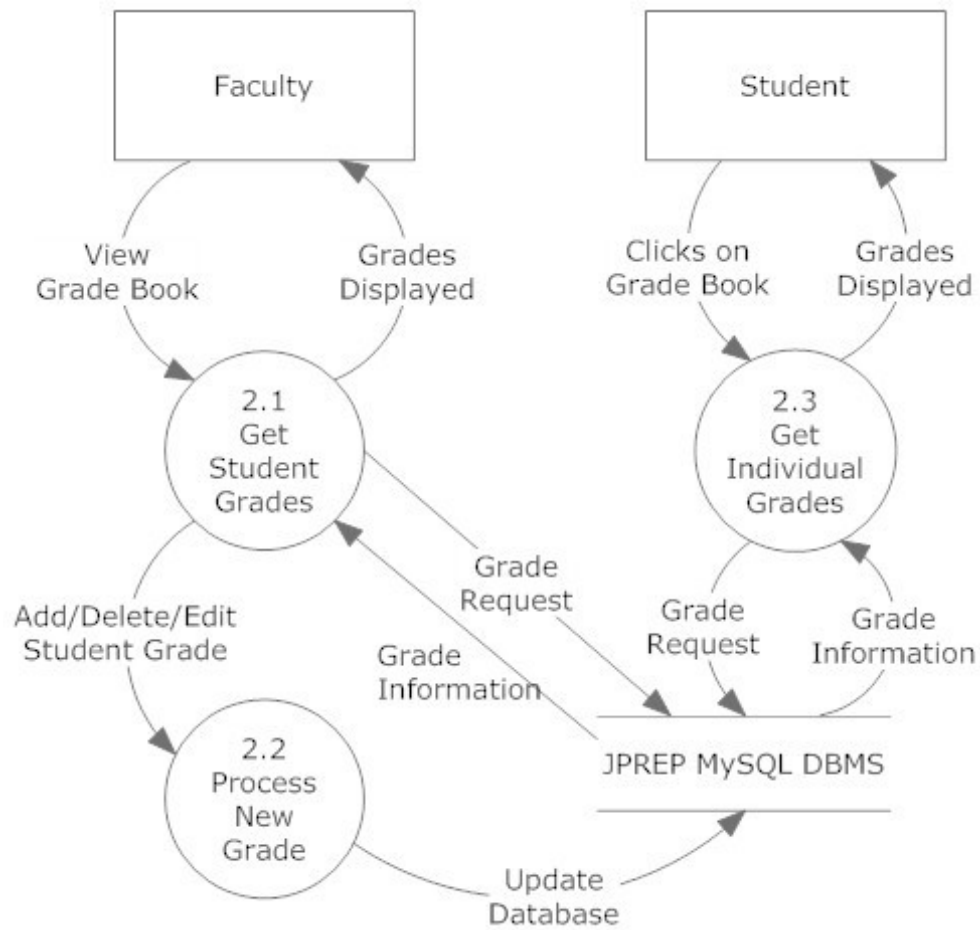 Faculty
Student
View
Grade Book
Grades
Displayed
Clicks on
Grade Book
Grades
Displayed
2.1
Get
Student
Grades
2.3
Get
Individual
Grades
Grade
Request
Add/Delete/Edit
Student Grade
Grade
Information
Grade
Request
Grade
Information
2.2
Process
New
Grade
JPREP MySQL DBMS
Update
Database